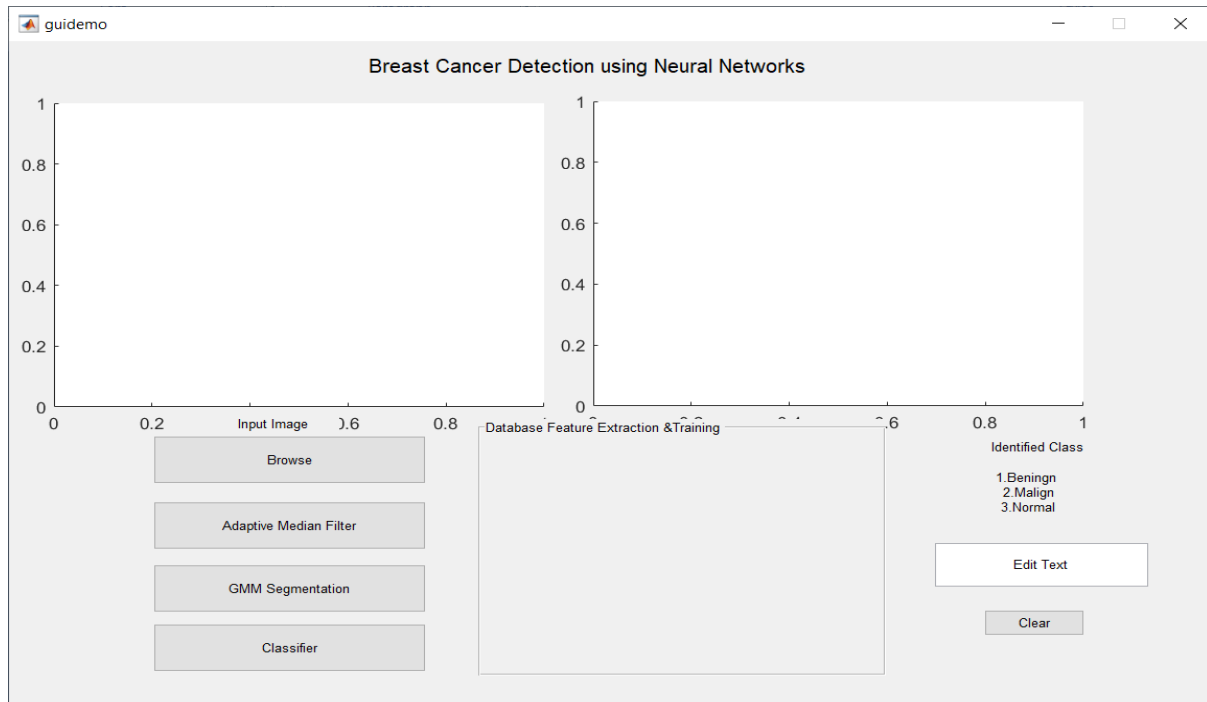 guidemo
Breast Cancer Detection using Neural Networks
1
0.8
0.6
0.4
0.2
0
0 0.2 0.8
1
0.8
0.6
0.4
0.2
0
0.8 1
Input Image
Browse
Adaptive Median Filter
GMM Segmentation
Classifier
Database Feature Extraction &Training
Identified Class
1.Beningn
2.Malign
3.Normal
Edit Text
Clear